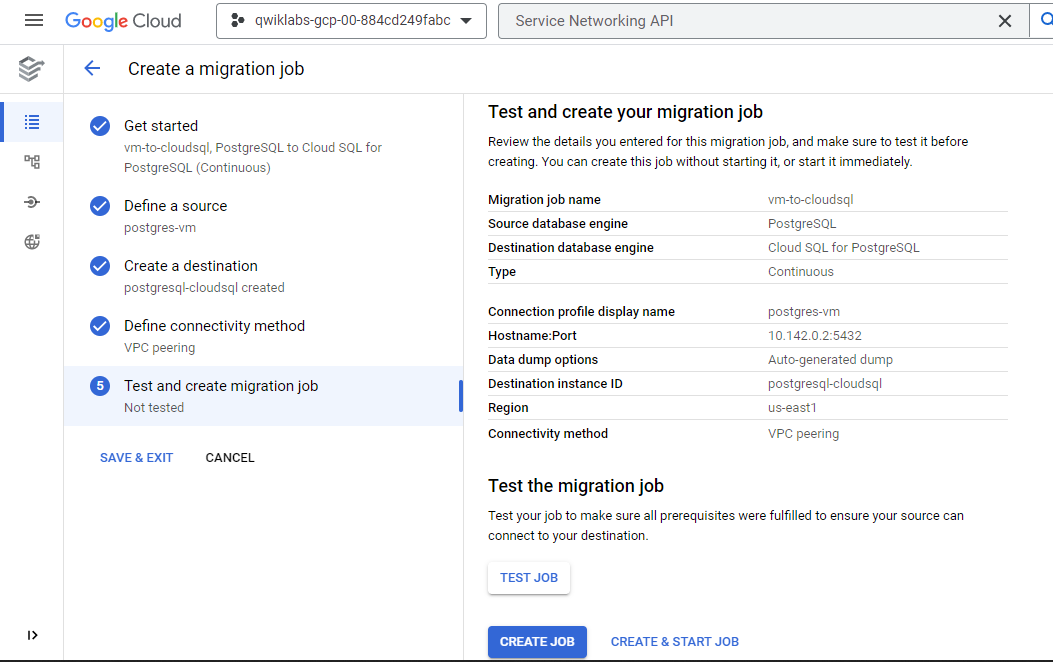 Google Cloud
qwiklabs-gcp-00-884cd249fabc
Service Networking API
Create a migration job
Get started
vm-to-cloudsql, PostgreSQL to Cloud SQL for
PostgreSQL (Continuous)
Define a source
postgres-vm
Create a destination
postgresql-cloudsql created
Define connectivity method
VPC peering
5
Test and create migration job
Not tested
SAVE & EXIT
CANCEL
Test and create your migration job
Review the details you entered for this migration job, and make sure to test it before
creating. You can create this job without starting it, or start it immediately.
Migration job name vm-to-cloudsql
Source database engine PostgreSQL
Destination database engine Cloud SQL for PostgreSQL
Type Continuous
Connection profile display name postgres-vm
Hostname:Port 10.142.0.2:5432
Data dump options Auto-generated dump
Destination instance ID postgresql-cloudsql
Region us-east1
Connectivity method VPC peering
Test the migration job
Test your job to make sure all prerequisites were fulfilled to ensure your source can
connect to your destination.
TEST JOB
CREATE JOB
CREATE & START JOB